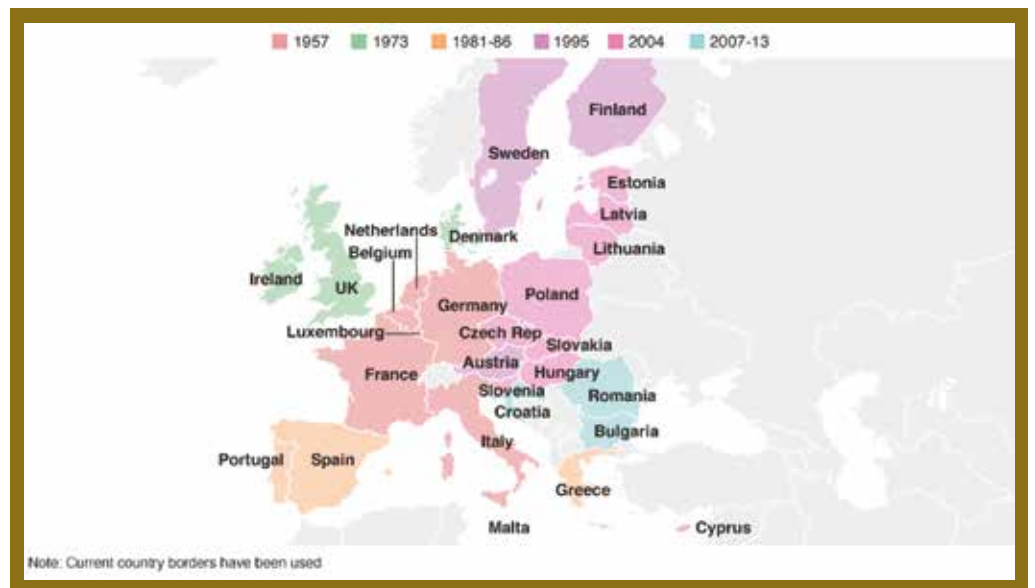 1957 1973 1981-86 1995 2004 2007-13
Finland
Sweden
Estonia
Latvia
Netherlands
Denmark
Belgium
Lithuania
Ireland
UK
Poland
Germany
Luxembourg
Czech Rep
Slovakia
Austria
France
Hungary
Slovenia
Romania
Croatia
Bulgaria
Italy
Portugal
Spain
Greece
Malta
Cyprus
Note: Current country borders have been used